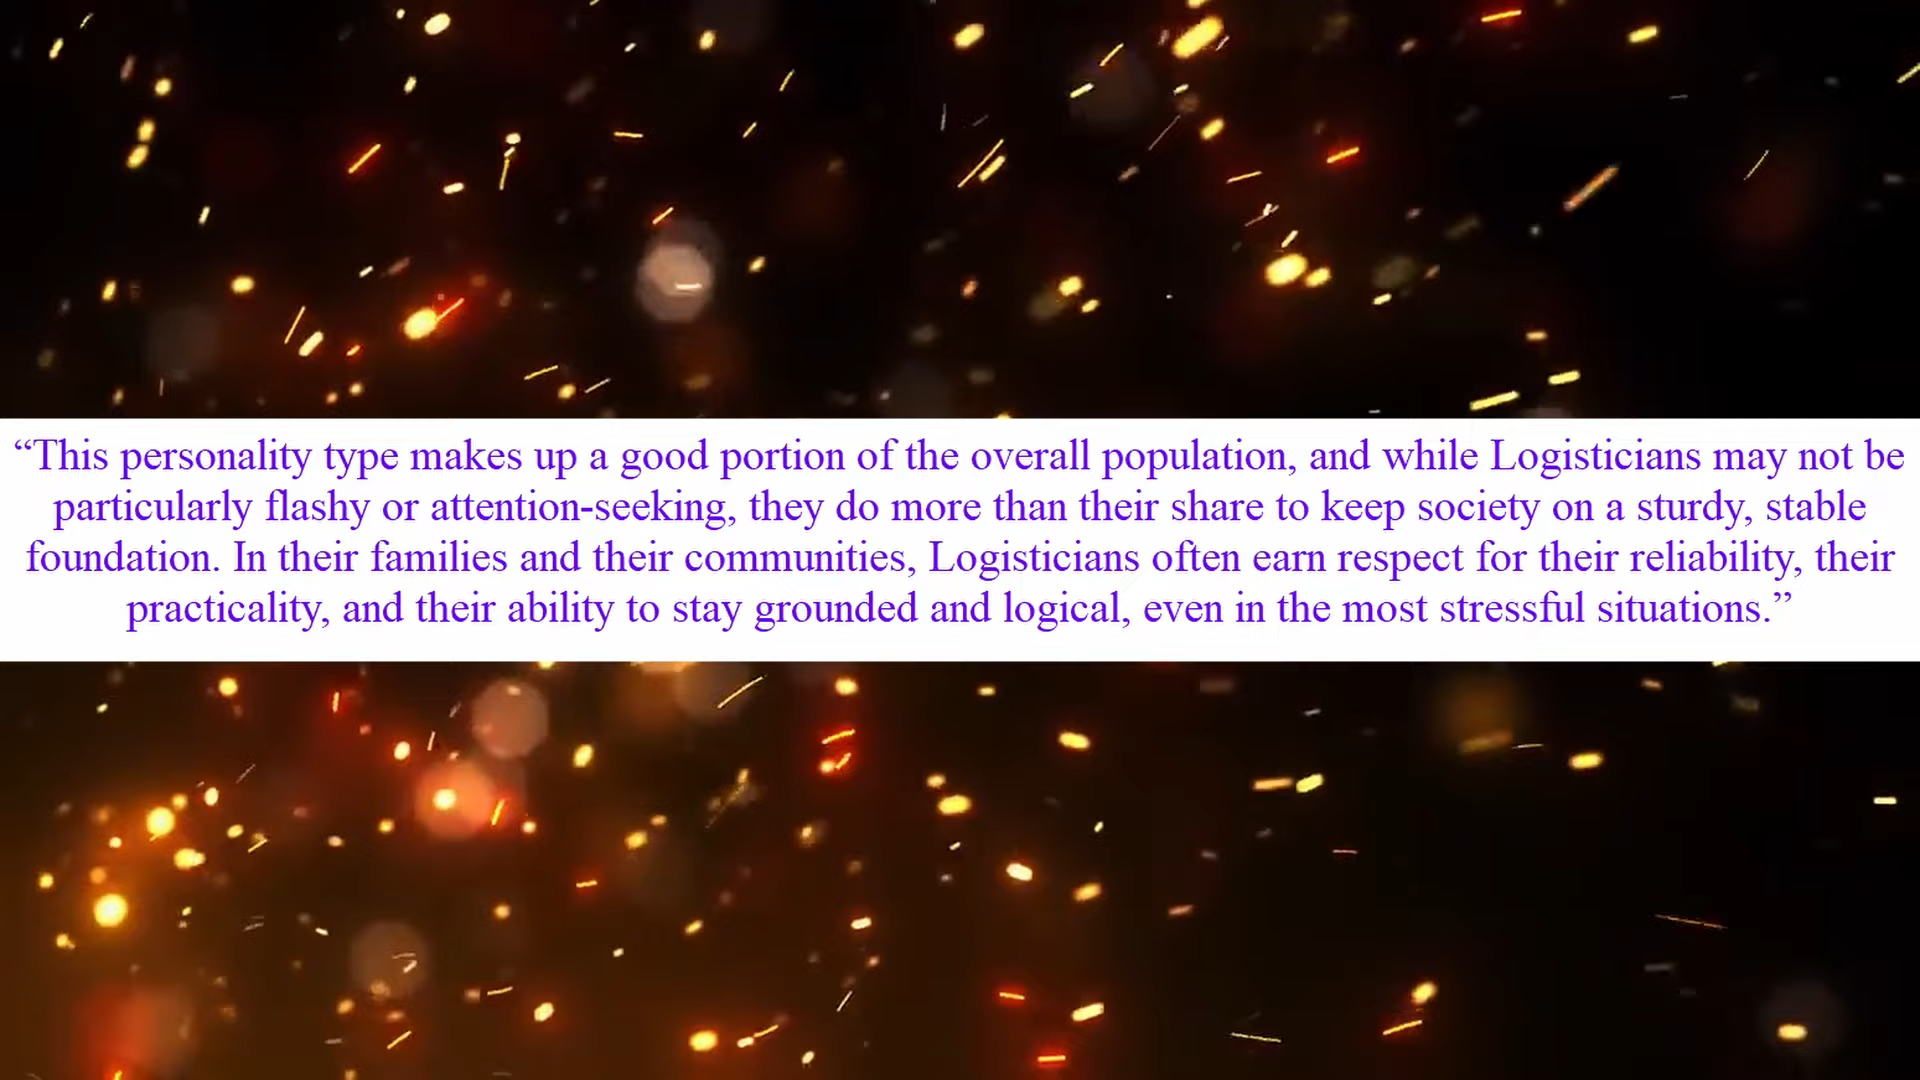 “This personality type makes up a good portion of the overall population, and while Logisticians may not be
particularly flashy or attention-seeking, they do more than their share to keep society on a sturdy, stable
foundation. In their families and their communities, Logisticians often earn respect for their reliability, their
practicality, and their ability to stay grounded and logical, even in the most stressful situations.”